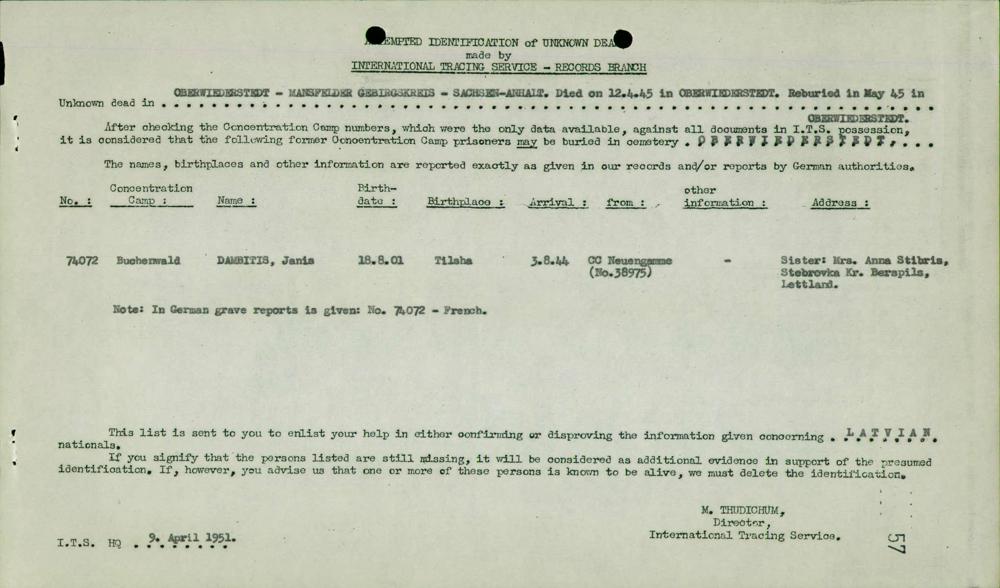 ATTEMPTED IDENTIFICATION of UNKNOWN DEAD
made by
INTERNATIONAL TRACING SERVICE - RECORDS BRANCH
OBERWIEDERSTEDT - MANSFELDER GEBIRGSKREIS - SACHSEN-ANHALT. Died on 12.4.45 in OBERWIEDERSTEDT. Reburied in May 45 in
Unknown dead in . . . . . . . . . . . . . . . . . . . . . . . . . . . . . . . . . . . . . . . .
OBERWIEDERSTEDT.
After checking the Concentration Camp numbers, which were the only data available, against all documents in I.T.S. possession,
it is considered that the following former Concentration Camp prisoners may be buried in cemetery . O B E R W I E D E R S T E D T . . . .
The names, birthplaces and other information are reported exactly as given in our records and/or reports by German authorities.
Concentration Birth- other
No. : Camp : Name : date : Birthplace : Arrival : from : information : Address :
74072 Buchenwald DAMBITIS, Janis 18.8.01 Tilsha 3.8.44 CC Neuengamme - Sister: Mrs. Anna Stibris,
(No.38975) Stebrovka Kr. Berspils,
Lettland.
Note: In German grave reports is given: No. 74072 - French.
This list is sent to you to enlist your help in either confirming or disproving the information given concerning . L A T V I A N .
nationals.
If you signify that the persons listed are still missing, it will be considered as additional evidence in support of the presumed
identification. If, however, you advise us that one or more of these persons is known to be alive, we must delete the identification.
M. THUDICHUM,
Director,
International Tracing Service.
I.T.S. HQ . 9. April 1951.
57